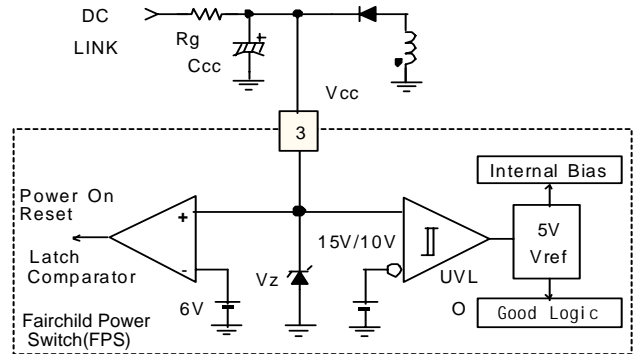 DC
LINK
Rg
Ccc
Vcc
3
Power On
Reset
Internal Bias
15V/10V
5V
Vref
Latch
Comparator
Vz
UVL
O
6V
Good Logic
Fairchild Power
Switch(FPS)
+
-
+